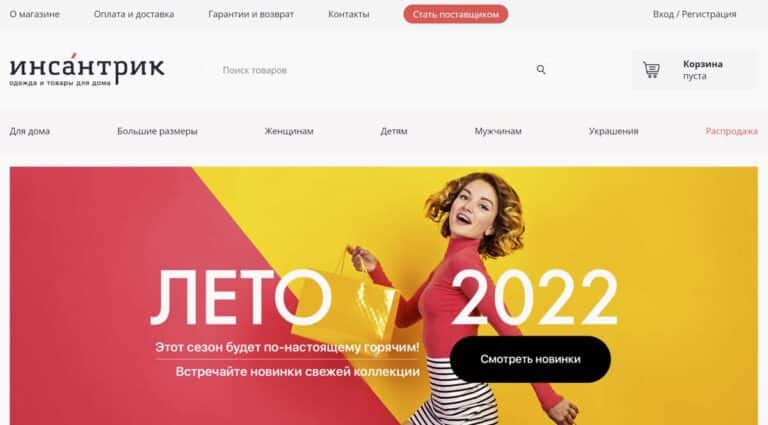 О магазине Оплата и доставка Гарантии и возврат Контакты Стать поставщиком Вход / Регистрация
инсáнтрик
одежда и товары для дома
Поиск товаров
Корзина
пуста
Для дома Большие размеры Женщинам Детям Мужчинам Украшения Распродажа
ЛЕТО 2022
Этот сезон будет по-настоящему горячим!
Встречайте новинки свежей коллекции
Смотреть новинки